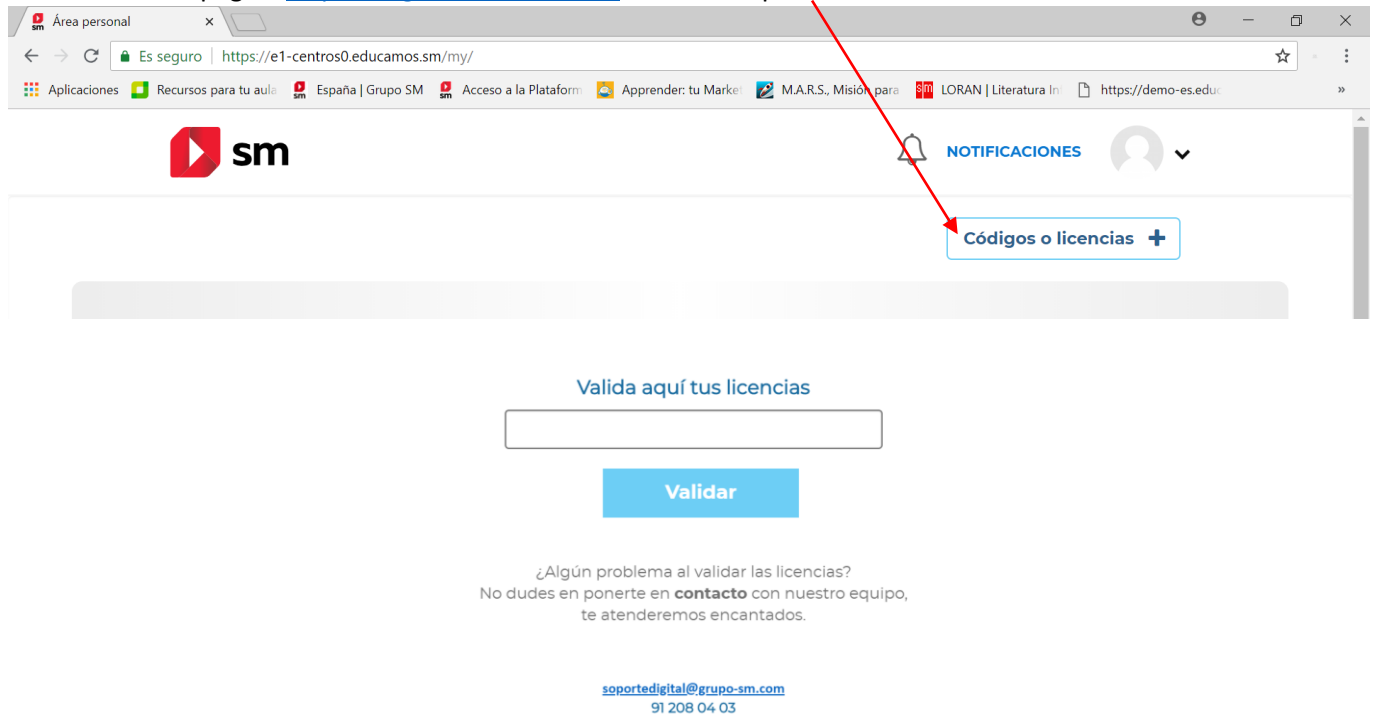 Área personal
Es seguro | https://e1-centros0.educamos.sm/my/
Aplicaciones Recursos para tu aula España | Grupo SM Acceso a la Plataform Apprender: tu Market M.A.R.S., Misión para LORAN | Literatura In https://demo-es.educ »
sm
NOTIFICACIONES
Códigos o licencias +
Valida aquí tus licencias
Validar
¿Algún problema al validar las licencias?
No dudes en ponerte en contacto con nuestro equipo,
te atenderemos encantados.
soportedigital@grupo-sm.com
91 208 04 03